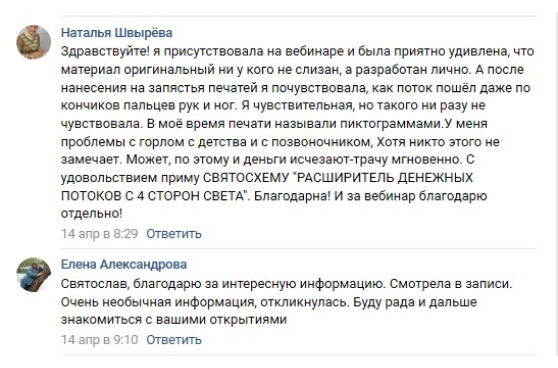 Наталья Швырёва
Здравствуйте! я присутствовала на вебинаре и была приятно удивлена, что
материал оригинальный ни у кого не слизан, а разработан лично. А после
нанесения на запястья печатей я почувствовала, как поток пошёл даже по
кончиков пальцев рук и ног. Я чувствительная, но такого ни разу не
чувствовала. В моё время печати называли пиктограммами.У меня
проблемы с горлом с детства и с позвоночником, Хотя никто этого не
замечает. Может, по этому и деньги исчезают-трачу мгновенно. С
удовольствием приму СВЯТОСХЕМУ "РАСШИРИТЕЛЬ ДЕНЕЖНЫХ
ПОТОКОВ С 4 СТОРОН СВЕТА". Благодарна! И за вебинар благодарю
отдельно!
14 апр в 8:29 Ответить
Елена Александрова
Святослав, благодарю за интересную информацию. Смотрела в записи.
Очень необычная информация, откликнулась. Буду рада и дальше
знакомиться с вашими открытиями
14 апр в 9:10 Ответить